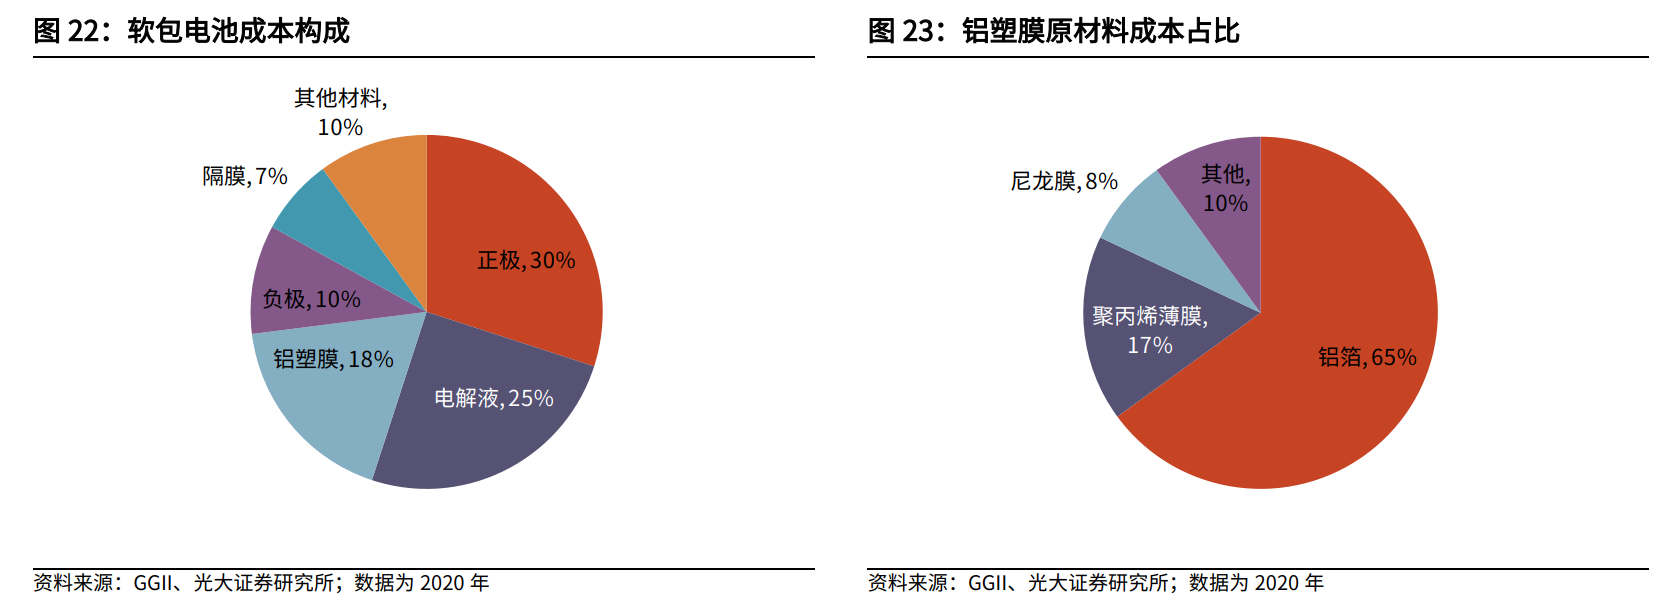 图 22：软包电池成本构成
其他材料,
10%
隔膜, 7%
正极, 30%
负极, 10%
铝塑膜, 18%
电解液, 25%
资料来源：GGII、光大证券研究所；数据为 2020 年
图 23：铝塑膜原材料成本占比
其他,
10%
尼龙膜, 8%
聚丙烯薄膜,
17%
铝箔, 65%
资料来源：GGII、光大证券研究所；数据为 2020 年